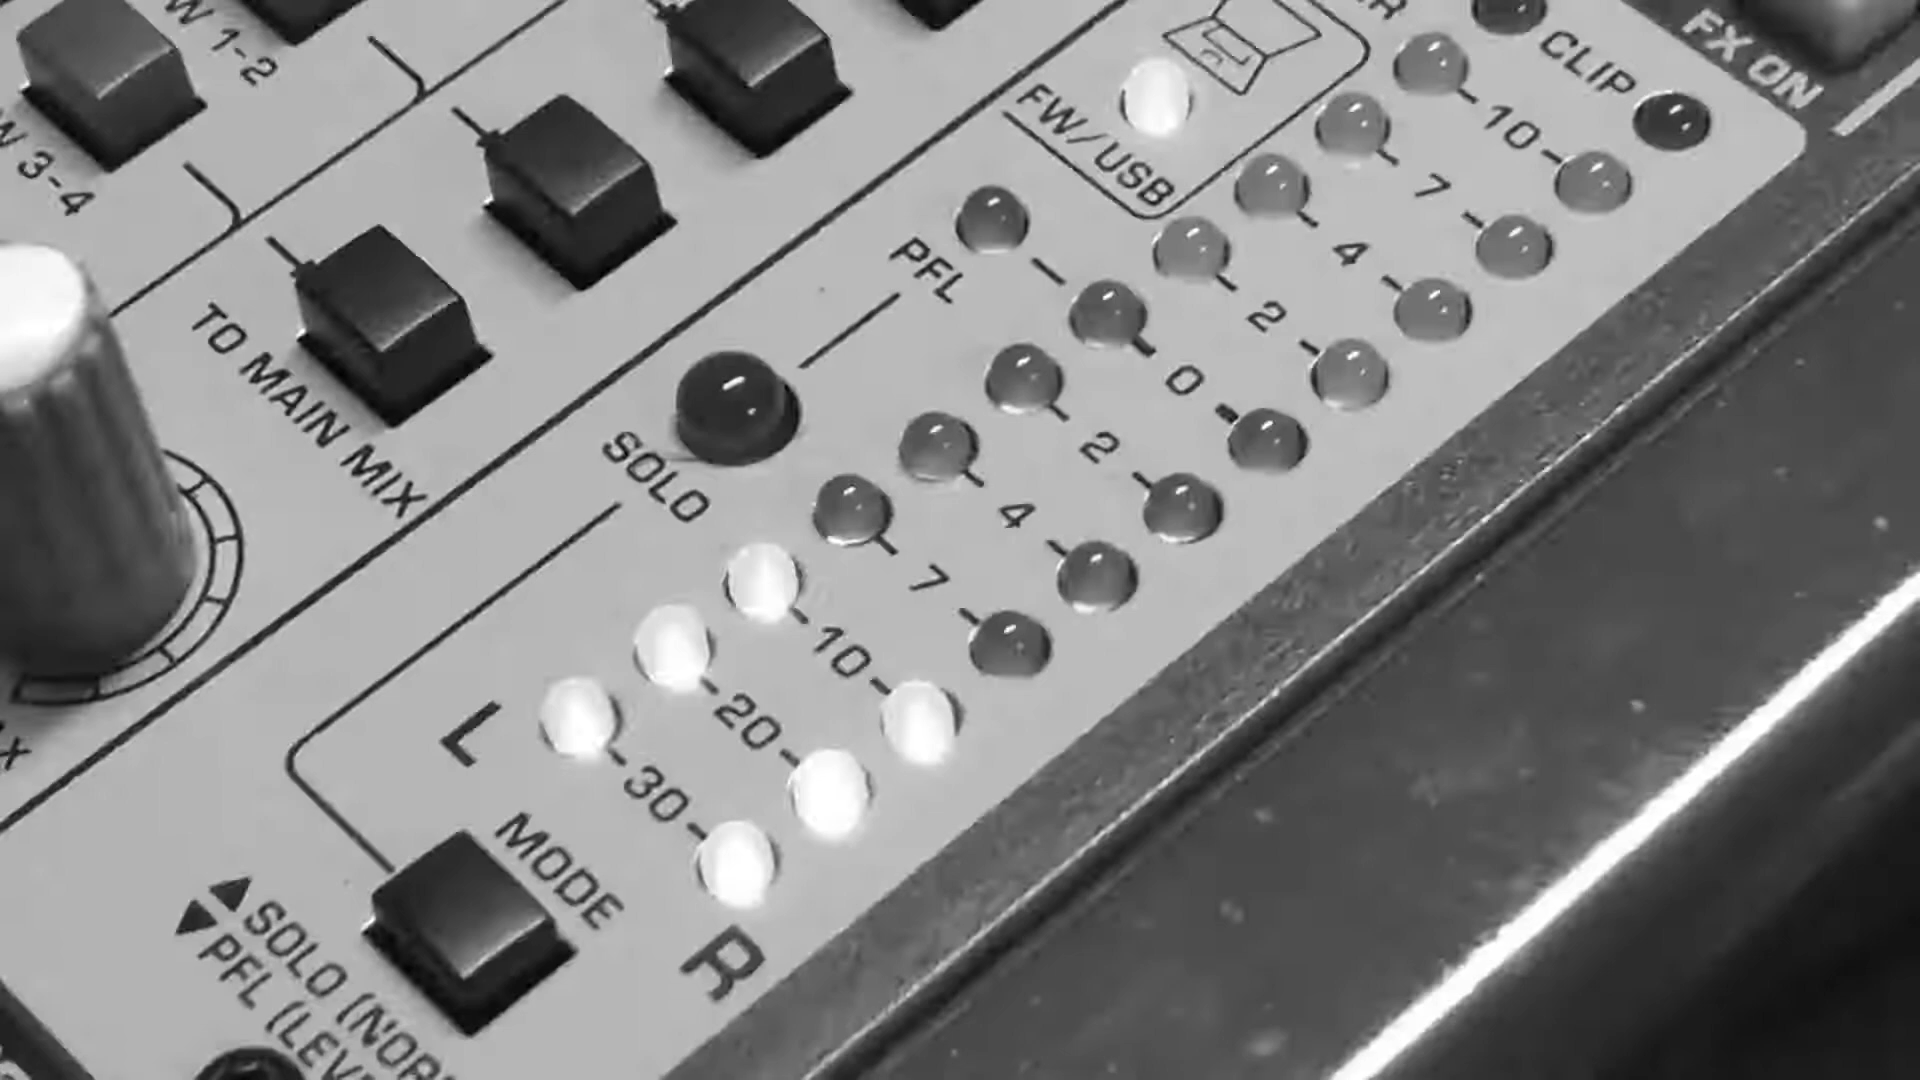 1-2
3-4
TO MAIN MIX
FW/USB
CLIP
FX ON
10
7
4
2
0
2
4
7
10
20
30
PFL
SOLO
L
R
MODE
SOLO
PFL